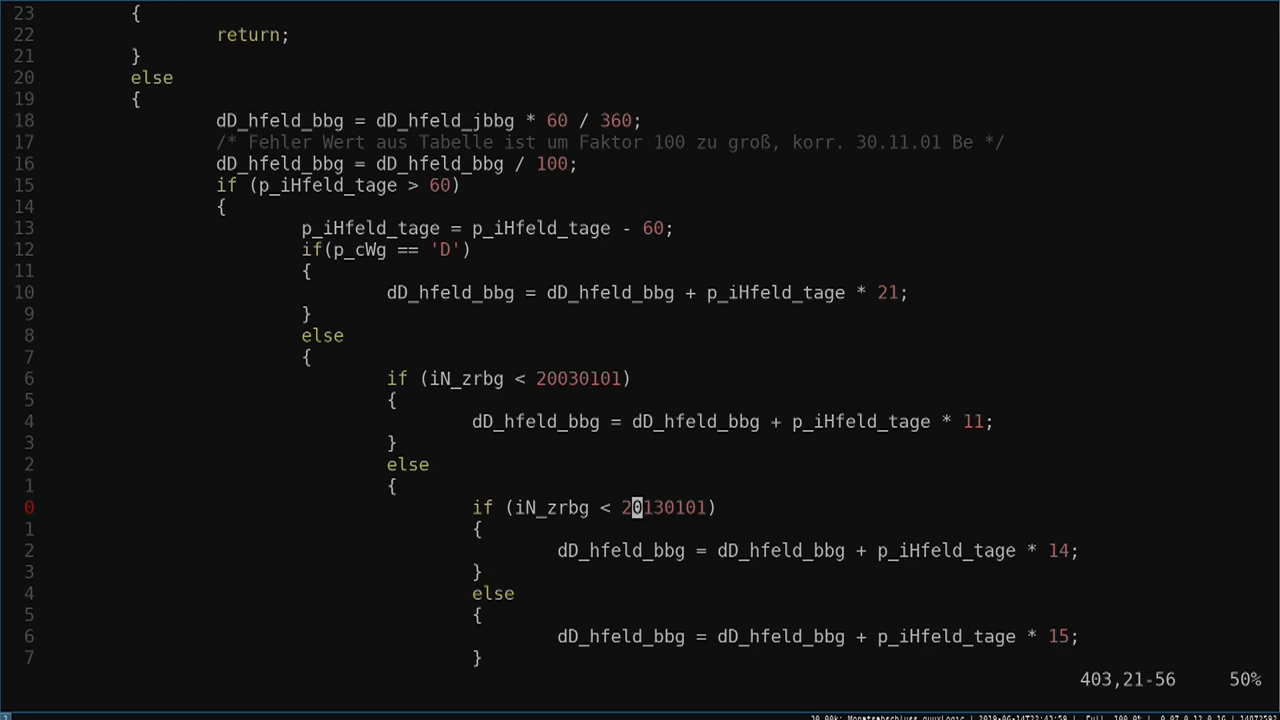 23 {
22 return;
21 }
20 else
19 {
18 dD_hfeld_bbg = dD_hfeld_jbbg * 60 / 360;
17 /* Fehler Wert aus Tabelle ist um Faktor 100 zu groß, korr. 30.11.01 Be */
16 dD_hfeld_bbg = dD_hfeld_bbg / 100;
15 if (p_iHfeld_tage > 60)
14 {
13 p_iHfeld_tage = p_iHfeld_tage - 60;
12 if(p_cWg == 'D')
11 {
10 dD_hfeld_bbg = dD_hfeld_bbg + p_iHfeld_tage * 21;
9 }
8 else
7 {
6 if (iN_zrbg < 20030101)
5 {
4 dD_hfeld_bbg = dD_hfeld_bbg + p_iHfeld_tage * 11;
3 }
2 else
1 {
0 if (iN_zrbg < 20130101)
1 {
2 dD_hfeld_bbg = dD_hfeld_bbg + p_iHfeld_tage * 14;
3 }
4 else
5 {
6 dD_hfeld_bbg = dD_hfeld_bbg + p_iHfeld_tage * 15;
7 }
403,21-56 50%